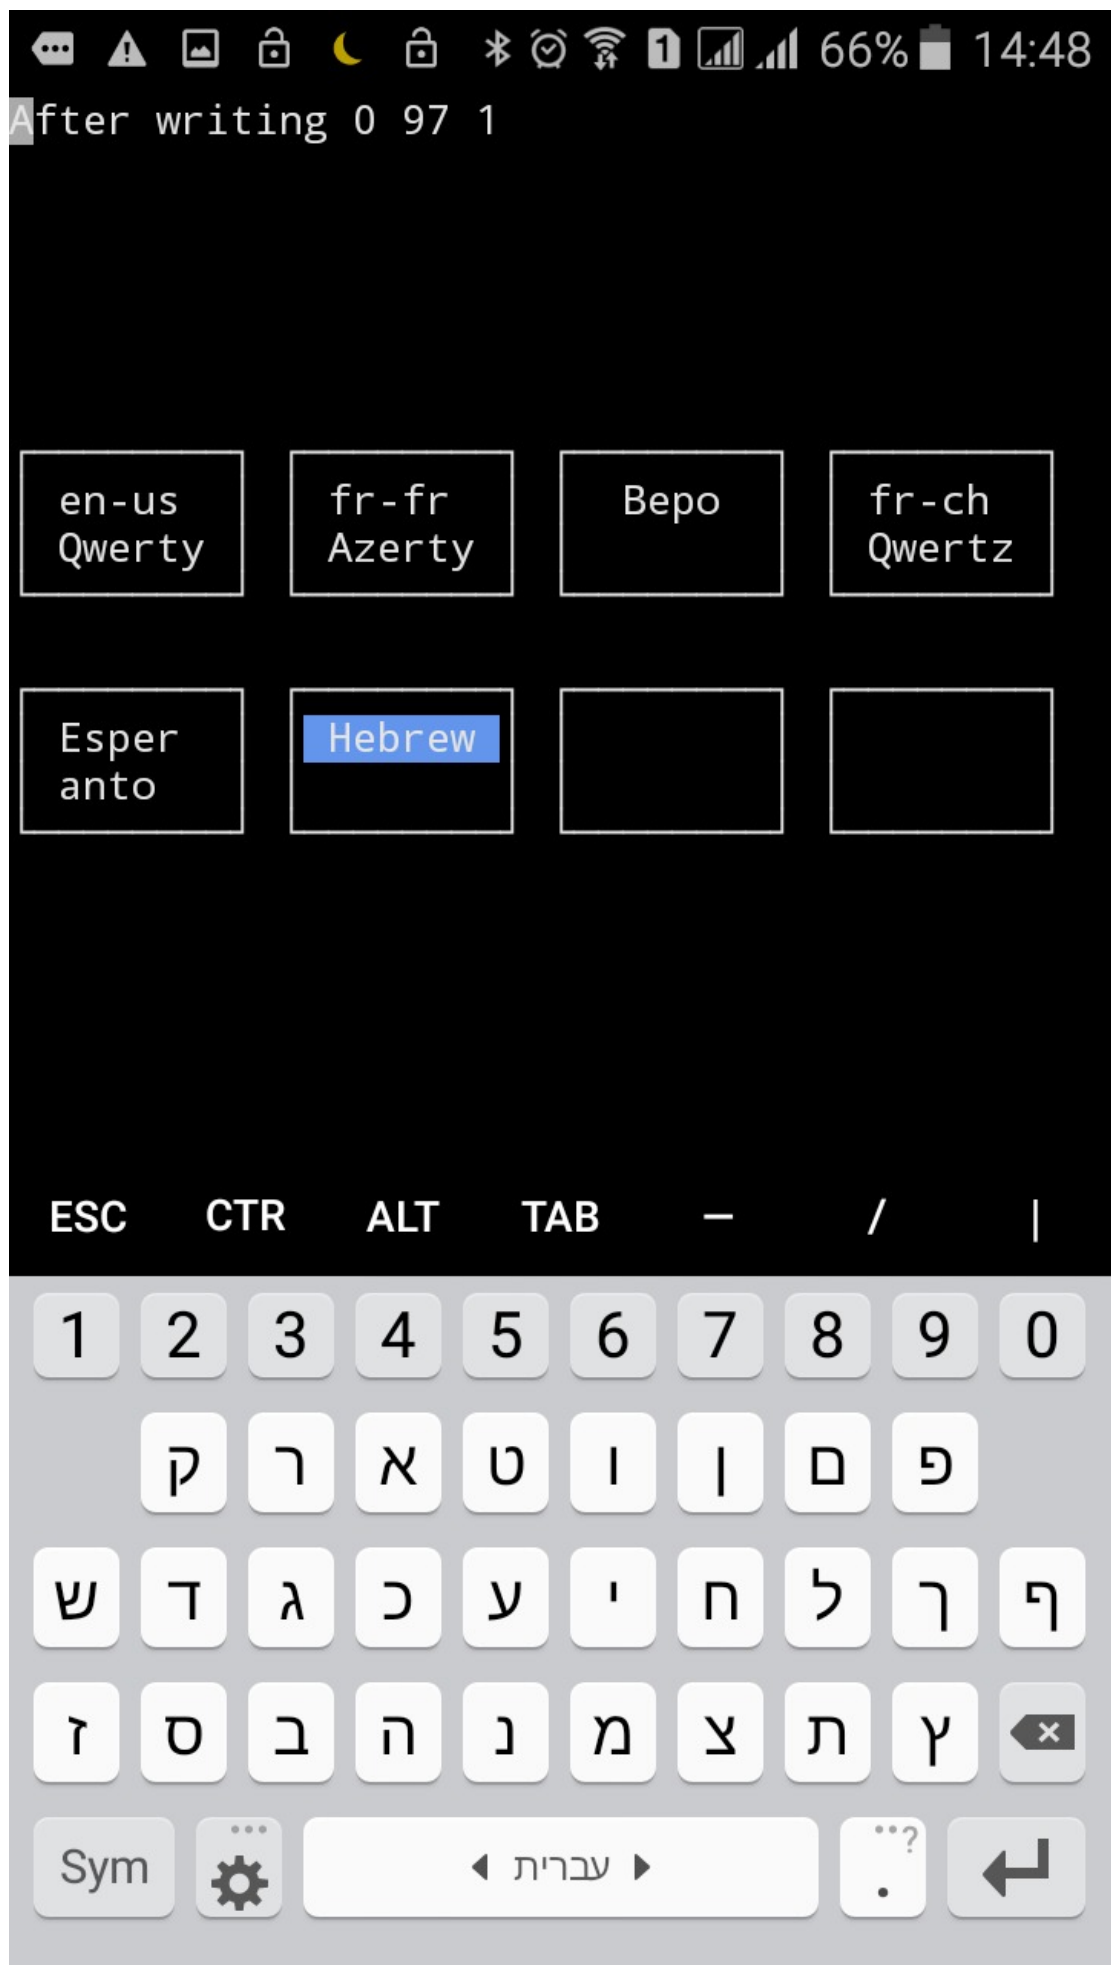 1 66% 14:48
After writing 0 97 1
en-us Qwerty
fr-fr Azerty
Bepo
fr-ch Qwertz
Esper anto
Hebrew
ESC CTR ALT TAB – / |
1 2 3 4 5 6 7 8 9 0
ק ר א ט ו ן ם פ
ש ד ג כ ע י ח ל ך ף
ז ס ב ה נ מ צ ת ץ
Sym עברית . ?